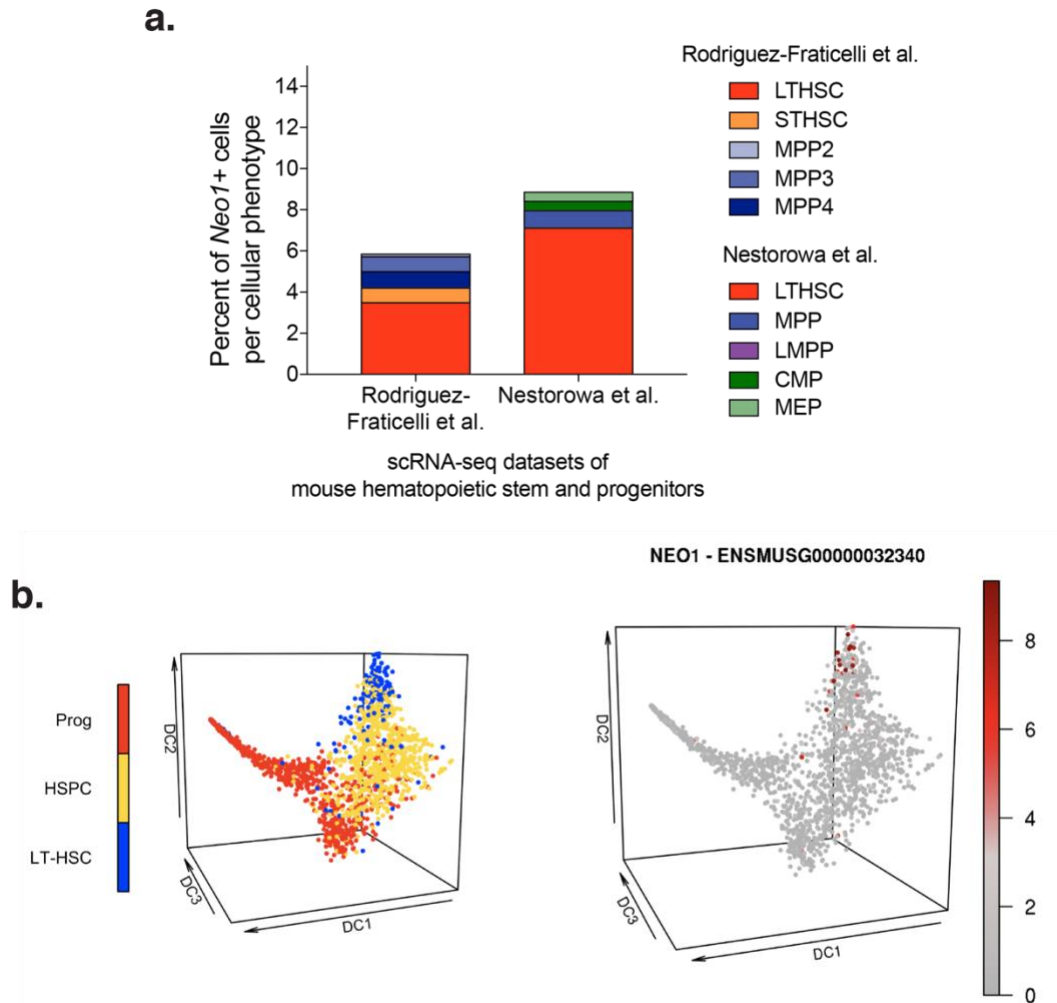 a.
Percent of Neo1+ cells
per cellular phenotype
14
12
10
8
6
4
2
0
Rodriguez-
Fraticelli et al.
Nestorowa et al.
scRNA-seq datasets of
mouse hematopoietic stem and progenitors
Rodriguez-Fraticelli et al.
LTHSC
STHSC
MPP2
MPP3
MPP4
Nestorowa et al.
LTHSC
MPP
LMPP
CMP
MEP
b.
Prog
HSPC
LT-HSC
DC2
DC3
DC1
NEO1 - ENSMUSG00000032340
DC2
DC3
DC1
8
6
4
2
0